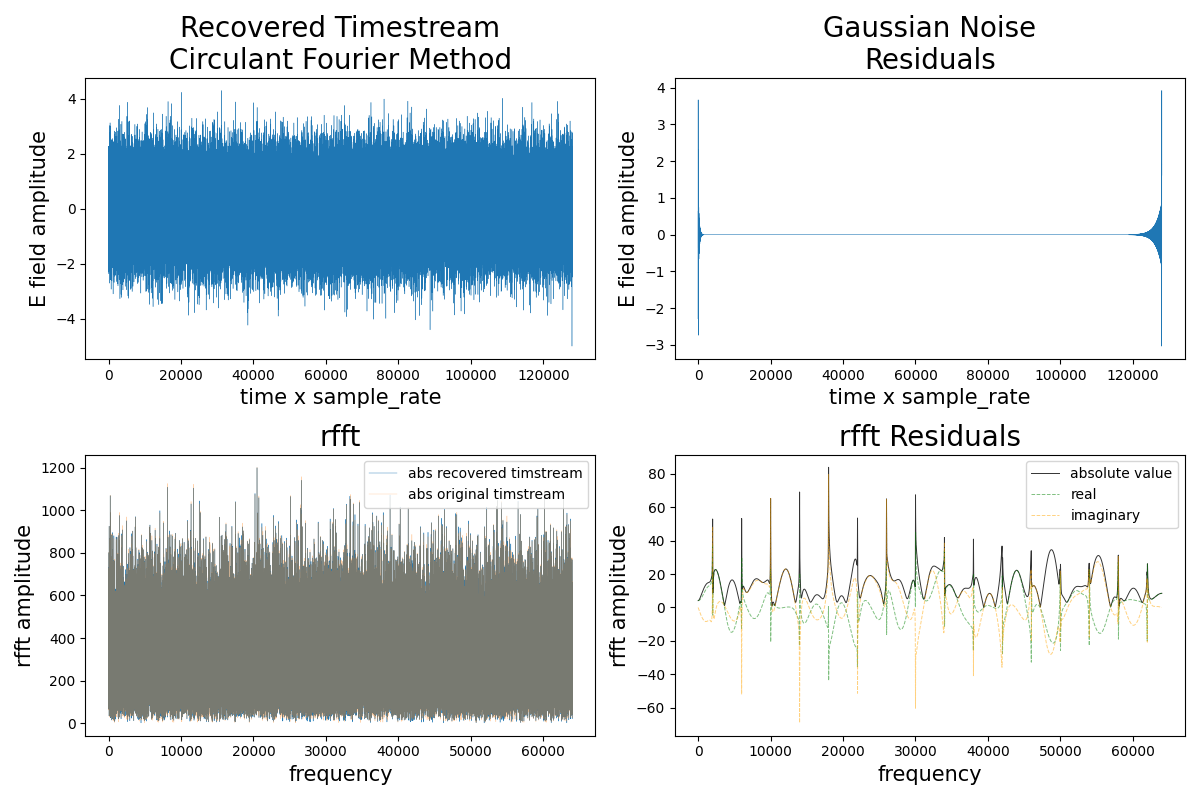 Recovered Timestream
Circulant Fourier Method
E field amplitude
4
2
0
−2
−4
0
20000
40000
60000
80000
100000
120000
time x sample_rate
Gaussian Noise
Residuals
E field amplitude
4
3
2
1
0
−1
−2
−3
0
20000
40000
60000
80000
100000
120000
time x sample_rate
rfft
rfft amplitude
1200
1000
800
600
400
200
0
abs recovered timstream
abs original timstream
0
10000
20000
30000
40000
50000
60000
frequency
rfft Residuals
rfft amplitude
80
60
40
20
0
−20
−40
−60
absolute value
real
imaginary
0
10000
20000
30000
40000
50000
60000
frequency